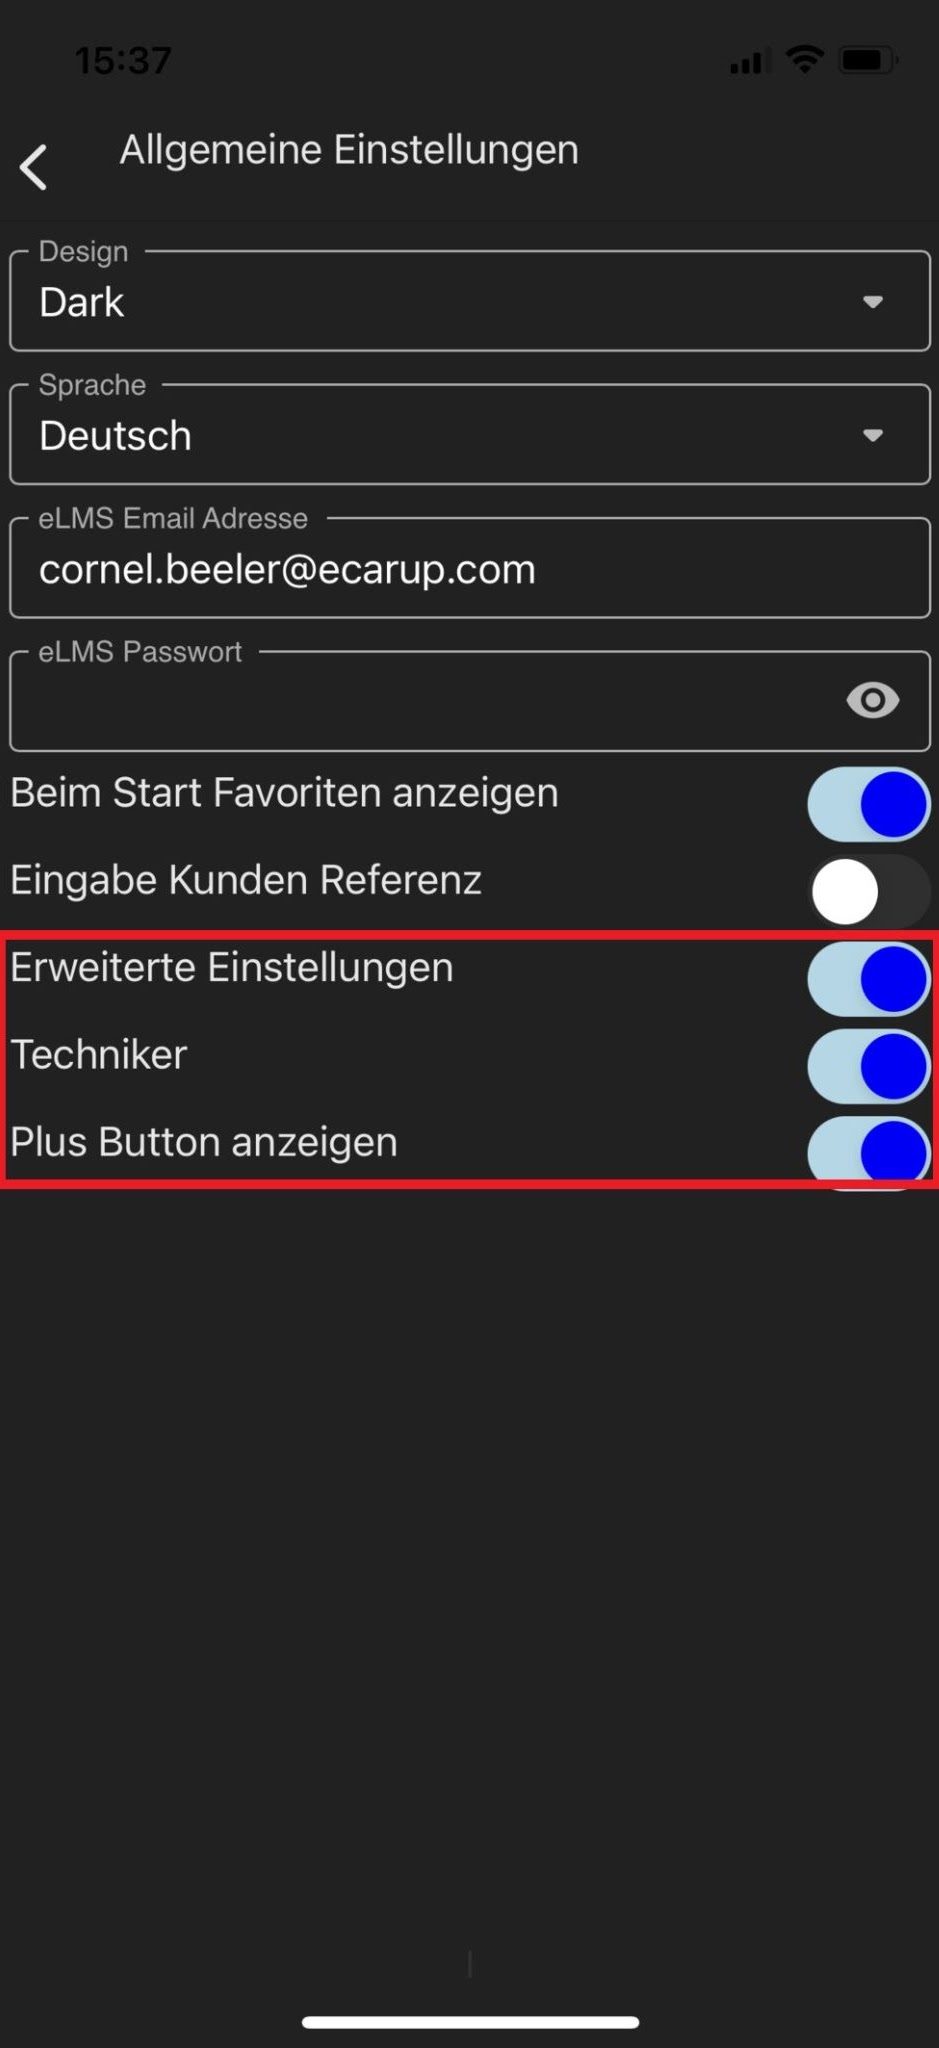 15:37
Allgemeine Einstellungen
Design
Dark
Sprache
Deutsch
eLMS Email Adresse
cornel.beeler@ecarup.com
eLMS Passwort
Beim Start Favoriten anzeigen
Eingabe Kunden Referenz
Erweiterte Einstellungen
Techniker
Plus Button anzeigen